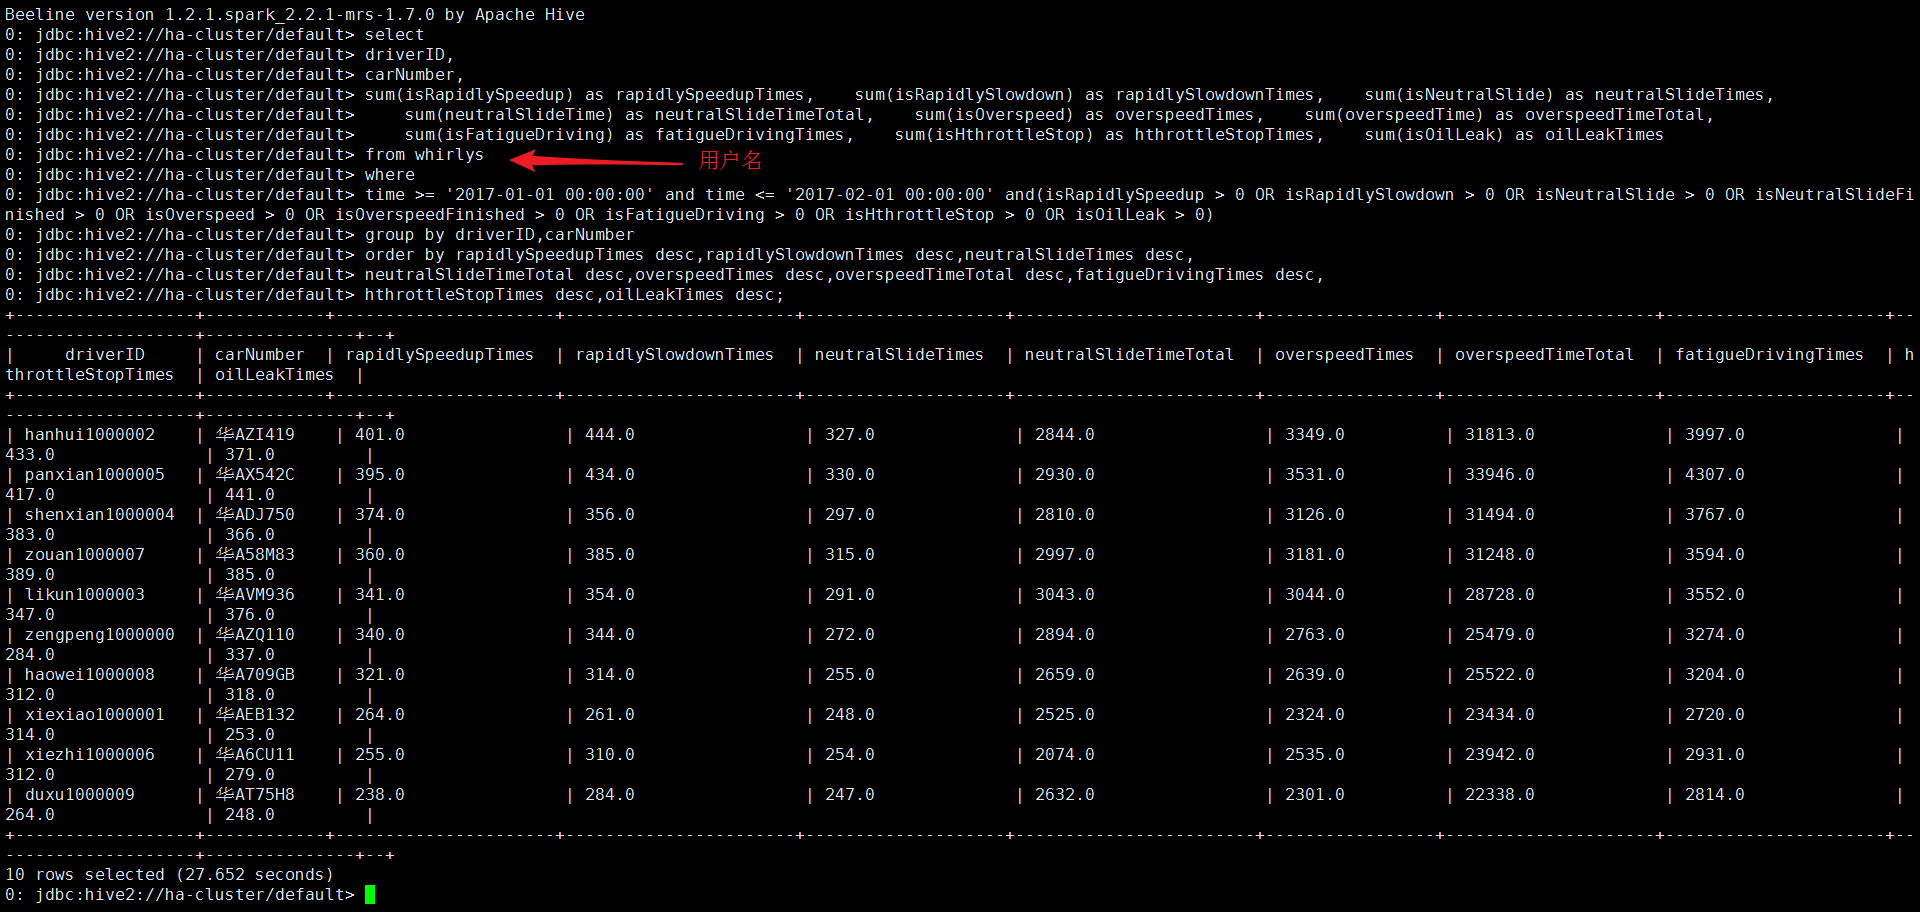 Beeline version 1.2.1.spark_2.2.1-mrs-1.7.0 by Apache Hive
0: jdbc:hive2://ha-cluster/default> select
0: jdbc:hive2://ha-cluster/default> driverID,
0: jdbc:hive2://ha-cluster/default> carNumber,
0: jdbc:hive2://ha-cluster/default> sum(isRapidlySpeedup) as rapidlySpeedupTimes,    sum(isRapidlySlowdown) as rapidlySlowdownTimes,    sum(isNeutralSlide) as neutralSlideTimes,
0: jdbc:hive2://ha-cluster/default>     sum(neutralSlideTime) as neutralSlideTimeTotal,    sum(isOverspeed) as overspeedTimes,    sum(overspeedTime) as overspeedTimeTotal,
0: jdbc:hive2://ha-cluster/default>     sum(isFatigueDriving) as fatigueDrivingTimes,    sum(isHthrottleStop) as hthrottleStopTimes,    sum(isOilLeak) as oilLeakTimes
0: jdbc:hive2://ha-cluster/default> from whirlys 用户名
0: jdbc:hive2://ha-cluster/default> where
0: jdbc:hive2://ha-cluster/default> time >= '2017-01-01 00:00:00' and time <= '2017-02-01 00:00:00' and(isRapidlySpeedup > 0 OR isRapidlySlowdown > 0 OR isNeutralSlide > 0 OR isNeutralSlideFi
nished > 0 OR isOverspeed > 0 OR isOverspeedFinished > 0 OR isFatigueDriving > 0 OR isHthrottleStop > 0 OR isOilLeak > 0)
0: jdbc:hive2://ha-cluster/default> group by driverID,carNumber
0: jdbc:hive2://ha-cluster/default> order by rapidlySpeedupTimes desc,rapidlySlowdownTimes desc,neutralSlideTimes desc,
0: jdbc:hive2://ha-cluster/default> neutralSlideTimeTotal desc,overspeedTimes desc,overspeedTimeTotal desc,fatigueDrivingTimes desc,
0: jdbc:hive2://ha-cluster/default> hthrottleStopTimes desc,oilLeakTimes desc;
| driverID | carNumber | rapidlySpeedupTimes | rapidlySlowdownTimes | neutralSlideTimes | neutralSlideTimeTotal | overspeedTimes | overspeedTimeTotal | fatigueDrivingTimes | h
throttleStopTimes | oilLeakTimes |
| hanhui1000002 | 华AZI419 | 401.0 | 444.0 | 327.0 | 2844.0 | 3349.0 | 31813.0 | 3997.0 |
433.0 | 371.0 |
| panxian1000005 | 华AX542C | 395.0 | 434.0 | 330.0 | 2930.0 | 3531.0 | 33946.0 | 4307.0 |
417.0 | 441.0 |
| shenxian1000004 | 华ADJ750 | 374.0 | 356.0 | 297.0 | 2810.0 | 3126.0 | 31494.0 | 3767.0 |
383.0 | 366.0 |
| zouan1000007 | 华A58M83 | 360.0 | 385.0 | 315.0 | 2997.0 | 3181.0 | 31248.0 | 3594.0 |
389.0 | 385.0 |
| likun1000003 | 华AVM936 | 341.0 | 354.0 | 291.0 | 3043.0 | 3044.0 | 28728.0 | 3552.0 |
347.0 | 376.0 |
| zengpeng1000000 | 华AZQ110 | 340.0 | 344.0 | 272.0 | 2894.0 | 2763.0 | 25479.0 | 3274.0 |
284.0 | 337.0 |
| haowei1000008 | 华A709GB | 321.0 | 314.0 | 255.0 | 2659.0 | 2639.0 | 25522.0 | 3204.0 |
312.0 | 318.0 |
| xiexiao1000001 | 华AEB132 | 264.0 | 261.0 | 248.0 | 2525.0 | 2324.0 | 23434.0 | 2720.0 |
314.0 | 253.0 |
| xiezhi1000006 | 华A6CU11 | 255.0 | 310.0 | 254.0 | 2074.0 | 2535.0 | 23942.0 | 2931.0 |
312.0 | 279.0 |
| duxu1000009 | 华AT75H8 | 238.0 | 284.0 | 247.0 | 2632.0 | 2301.0 | 22338.0 | 2814.0 |
264.0 | 248.0 |
10 rows selected (27.652 seconds)
0: jdbc:hive2://ha-cluster/default>